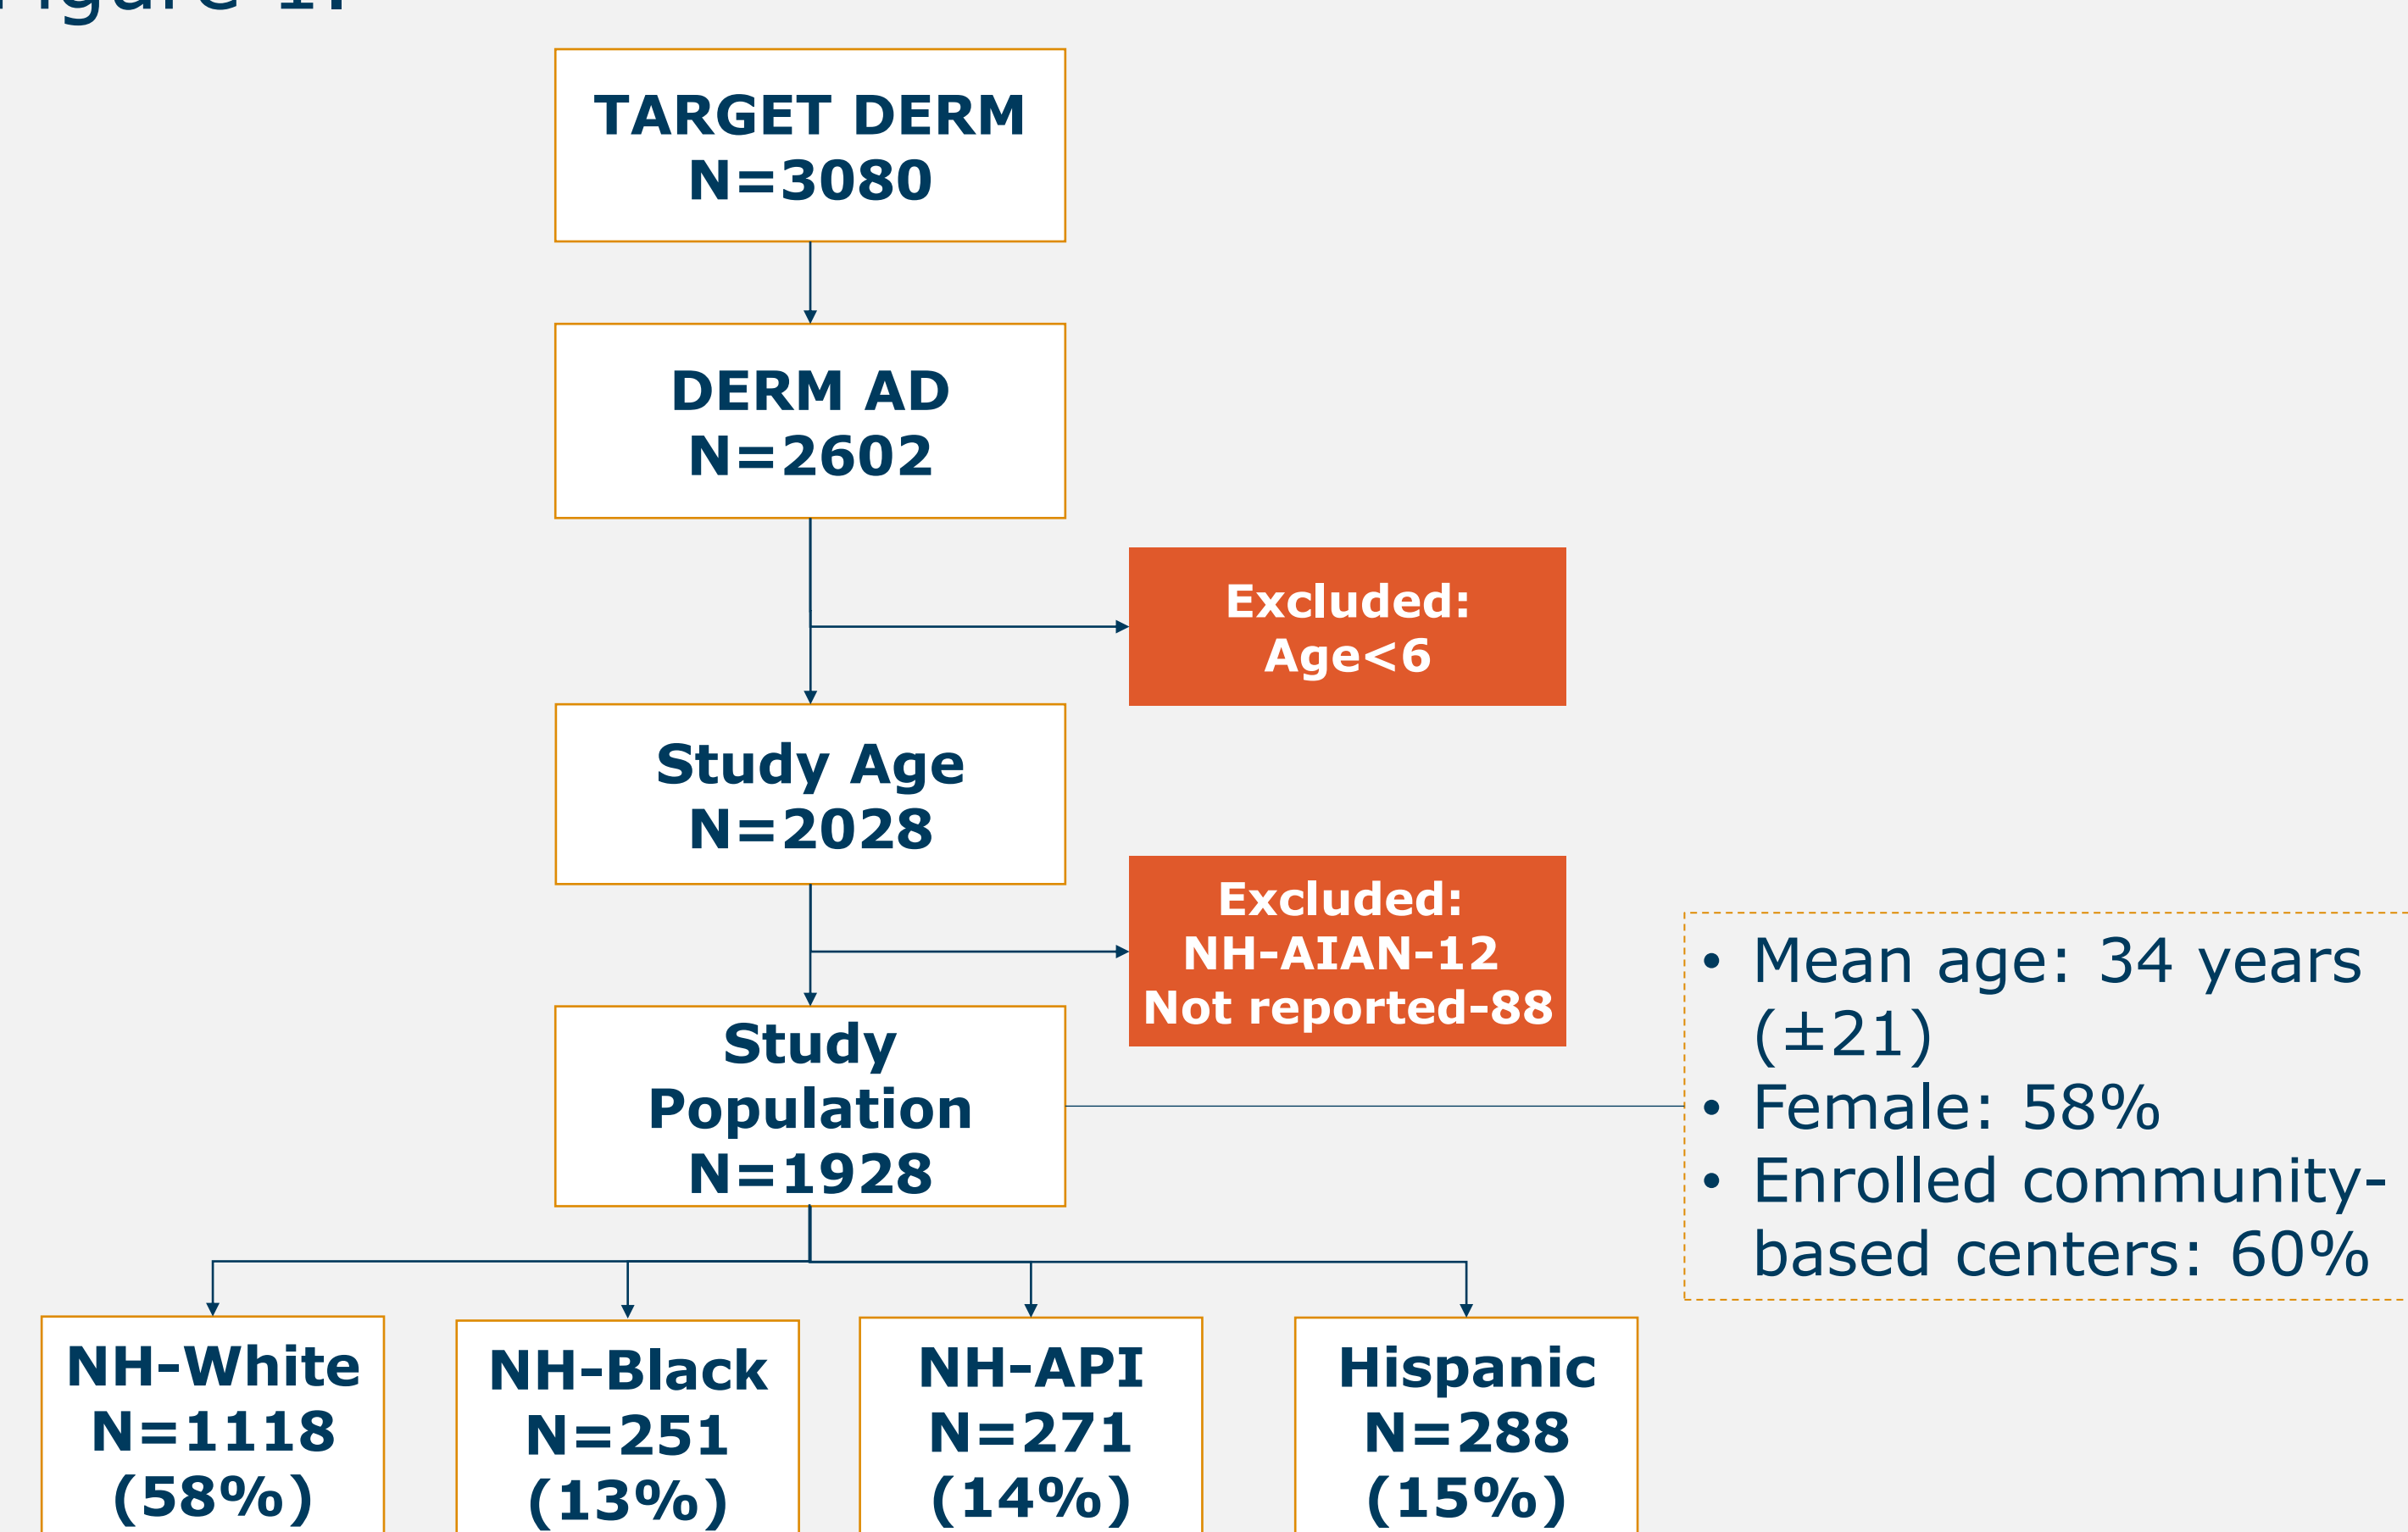 Figure 1.
TARGET DERM
N=3080
DERM AD
N=2602
Excluded:
Age<6
Study Age
N=2028
Excluded:
NH-AIAN-12
Not reported-88
Study
Population
N=1928
• Mean age: 34 years
(±21)
• Female: 58%
• Enrolled community-
based centers: 60%
NH-White
N=1118
(58%)
NH-Black
N=251
(13%)
NH-API
N=271
(14%)
Hispanic
N=288
(15%)